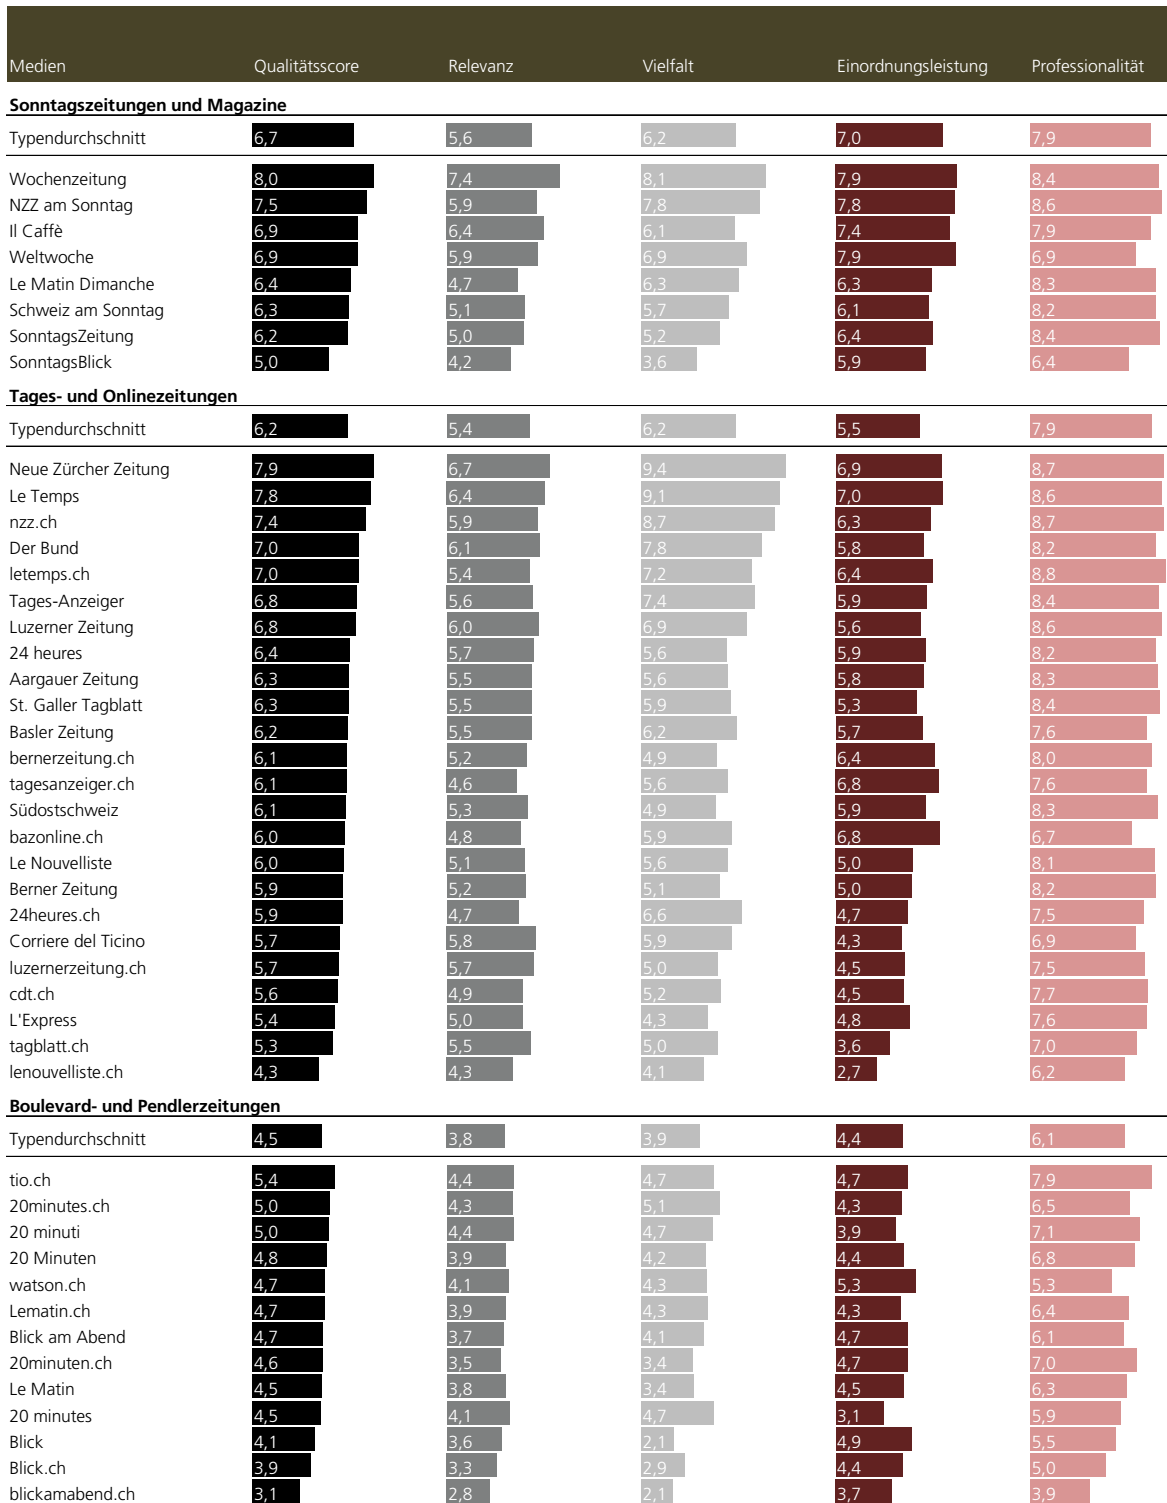 Medien Qualitätsscore Relevanz Vielfalt Einordnungsleistung Professionalität
Sonntagszeitungen und Magazine
Typendurchschnitt 6,7 5,6 6,2 7,0 7,9
Wochenzeitung 8,0 7,4 8,1 7,9 8,4
NZZ am Sonntag 7,5 5,9 7,8 7,8 8,6
Il Caffè 6,9 6,4 6,1 7,4 7,9
Weltwoche 6,9 5,9 6,9 7,9 6,9
Le Matin Dimanche 6,4 4,7 6,3 6,3 8,3
Schweiz am Sonntag 6,3 5,1 5,7 6,1 8,2
SonntagsZeitung 6,2 5,0 5,2 6,4 8,4
SonntagsBlick 5,0 4,2 3,6 5,9 6,4
Tages- und Onlinezeitungen
Typendurchschnitt 6,2 5,4 6,2 5,5 7,9
Neue Zürcher Zeitung 7,9 6,7 9,4 6,9 8,7
Le Temps 7,8 6,4 9,1 7,0 8,6
nzz.ch 7,4 5,9 8,7 6,3 8,7
Der Bund 7,0 6,1 7,8 5,8 8,2
letemps.ch 7,0 5,4 7,2 6,4 8,8
Tages-Anzeiger 6,8 5,6 7,4 5,9 8,4
Luzerner Zeitung 6,8 6,0 6,9 5,6 8,6
24 heures 6,4 5,7 5,6 5,9 8,2
Aargauer Zeitung 6,3 5,5 5,6 5,8 8,3
St. Galler Tagblatt 6,3 5,5 5,9 5,3 8,4
Basler Zeitung 6,2 5,5 6,2 5,7 7,6
bernerzeitung.ch 6,1 5,2 4,9 6,4 8,0
tagesanzeiger.ch 6,1 4,6 5,6 6,8 7,6
Südostschweiz 6,1 5,3 4,9 5,9 8,3
bazonline.ch 6,0 4,8 5,9 6,8 6,7
Le Nouvelliste 6,0 5,1 5,6 5,0 8,1
Berner Zeitung 5,9 5,2 5,1 5,0 8,2
24heures.ch 5,9 4,7 6,6 4,7 7,5
Corriere del Ticino 5,7 5,8 5,9 4,3 6,9
luzernerzeitung.ch 5,7 5,7 5,0 4,5 7,5
cdt.ch 5,6 4,9 5,2 4,5 7,7
L'Express 5,4 5,0 4,3 4,8 7,6
tagblatt.ch 5,3 5,5 5,0 3,6 7,0
lenouvelliste.ch 4,3 4,3 4,1 2,7 6,2
Boulevard- und Pendlerzeitungen
Typendurchschnitt 4,5 3,8 3,9 4,4 6,1
tio.ch 5,4 4,4 4,7 4,7 7,9
20minutes.ch 5,0 4,3 5,1 4,3 6,5
20 minuti 5,0 4,4 4,7 3,9 7,1
20 Minuten 4,8 3,9 4,2 4,4 6,8
watson.ch 4,7 4,1 4,3 5,3 5,3
Lematin.ch 4,7 3,9 4,3 4,3 6,4
Blick am Abend 4,7 3,7 4,1 4,7 6,1
20minuten.ch 4,6 3,5 3,4 4,7 7,0
Le Matin 4,5 3,8 3,4 4,5 6,3
20 minutes 4,5 4,1 4,7 3,1 5,9
Blick 4,1 3,6 2,1 4,9 5,5
Blick.ch 3,9 3,3 2,9 4,4 5,0
blickamabend.ch 3,1 2,8 2,1 3,7 3,9